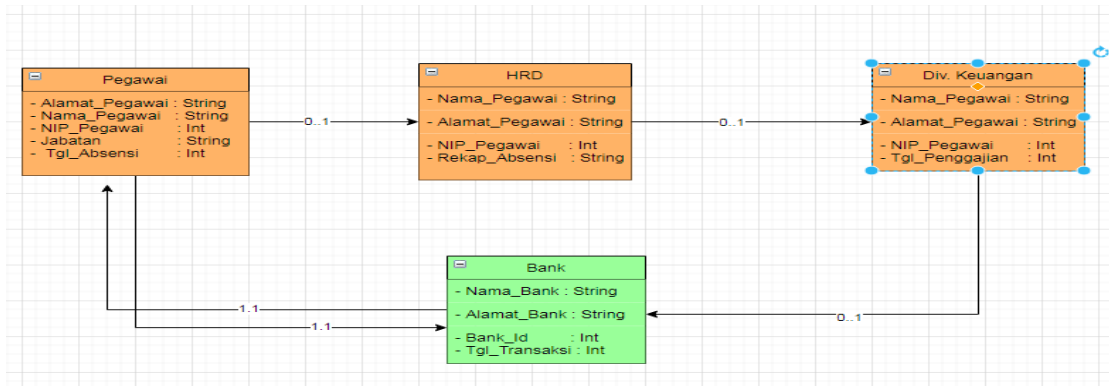 Pegawai
- Alamat_Pegawai : String
- Nama_Pegawai : String
- NIP_Pegawai : Int
- Jabatan : String
- Tgl_Absensi : Int
0..1
HRD
- Nama_Pegawai : String
- Alamat_Pegawai : String
- NIP_Pegawai : Int
- Rekap_Absensi : String
0..1
Div. Keuangan
- Nama_Pegawai : String
- Alamat_Pegawai : String
- NIP_Pegawai : Int
- Tgl_Penggajian : Int
1.1
1.1
Bank
- Nama_Bank : String
- Alamat_Bank : String
- Bank_Id : Int
- Tgl_Transaksi : Int
0..1